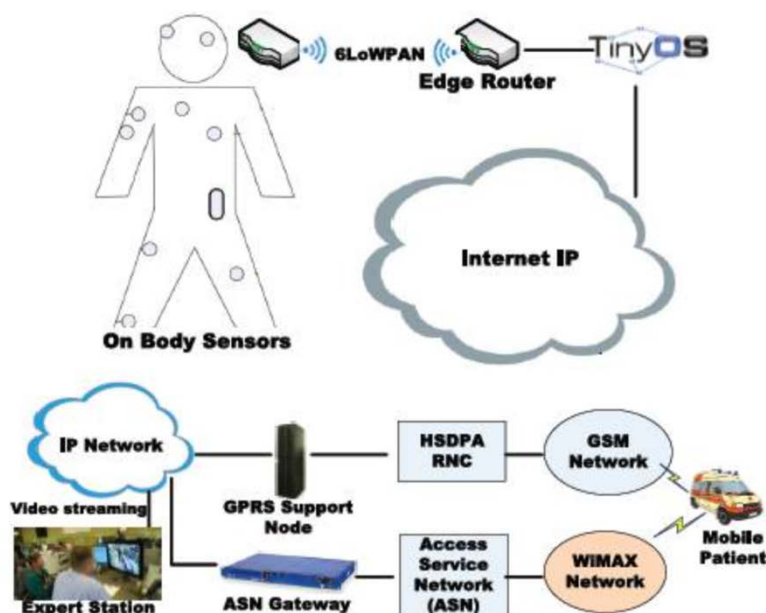 6LoWPAN
Edge Router
TinyOS
Internet IP
On Body Sensors
IP Network
HSDPA
RNC
GSM
Network
Video streaming
GPRS Support
Node
Mobile
Patient
Expert Station
ASN Gateway
Access
Service
Network
(ASN)
WiMAX
Network